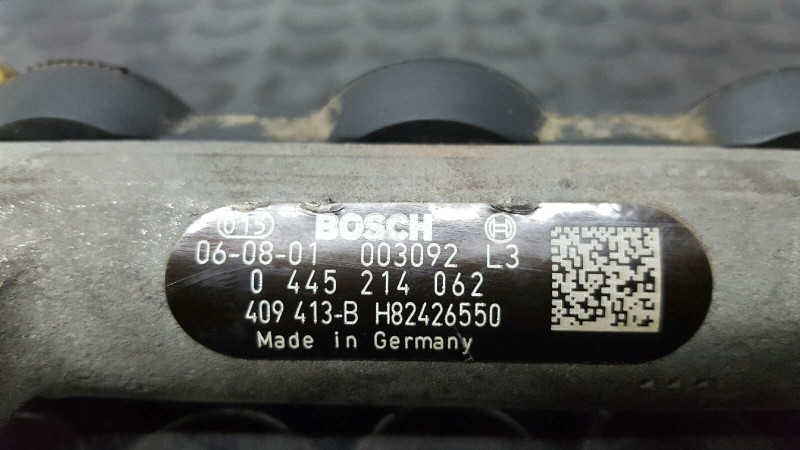 015 BOSCH
06-08-01 003092 L3
0 445 214 062
409 413-B H82426550
Made in Germany